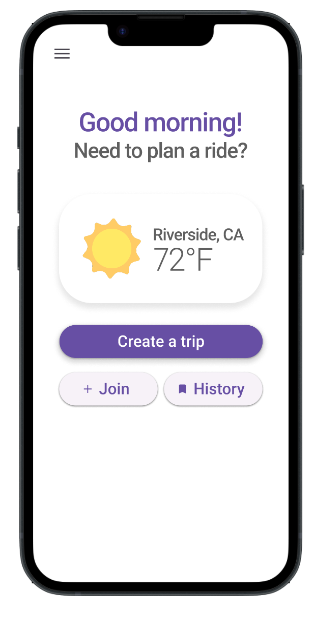 Good morning!
Need to plan a ride?
Riverside, CA
72°F
Create a trip
+ Join
History